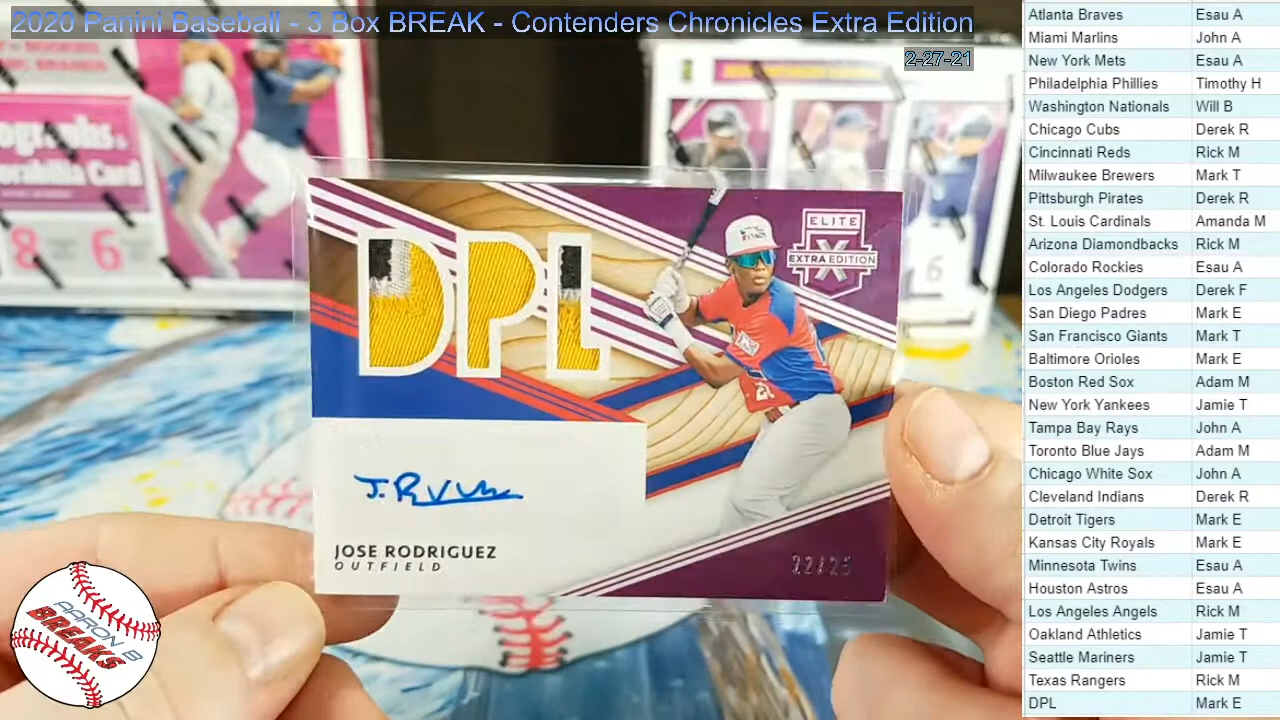 2020 Panini Baseball - 3 Box BREAK - Contenders Chronicles Extra Edition
2-27-21
8 6
6
DPL
ELITE
X
EXTRA EDITION
J. R
JOSE RODRIGUEZ
OUTFIELD
22/25
AARON B
BREAKS
Atlanta Braves Esau A
Miami Marlins John A
New York Mets Esau A
Philadelphia Phillies Timothy H
Washington Nationals Will B
Chicago Cubs Derek R
Cincinnati Reds Rick M
Milwaukee Brewers Mark T
Pittsburgh Pirates Derek R
St. Louis Cardinals Amanda M
Arizona Diamondbacks Rick M
Colorado Rockies Esau A
Los Angeles Dodgers Derek F
San Diego Padres Mark E
San Francisco Giants Mark T
Baltimore Orioles Mark E
Boston Red Sox Adam M
New York Yankees Jamie T
Tampa Bay Rays John A
Toronto Blue Jays Adam M
Chicago White Sox John A
Cleveland Indians Derek R
Detroit Tigers Mark E
Kansas City Royals Mark E
Minnesota Twins Esau A
Houston Astros Esau A
Los Angeles Angels Rick M
Oakland Athletics Jamie T
Seattle Mariners Jamie T
Texas Rangers Rick M
DPL Mark E